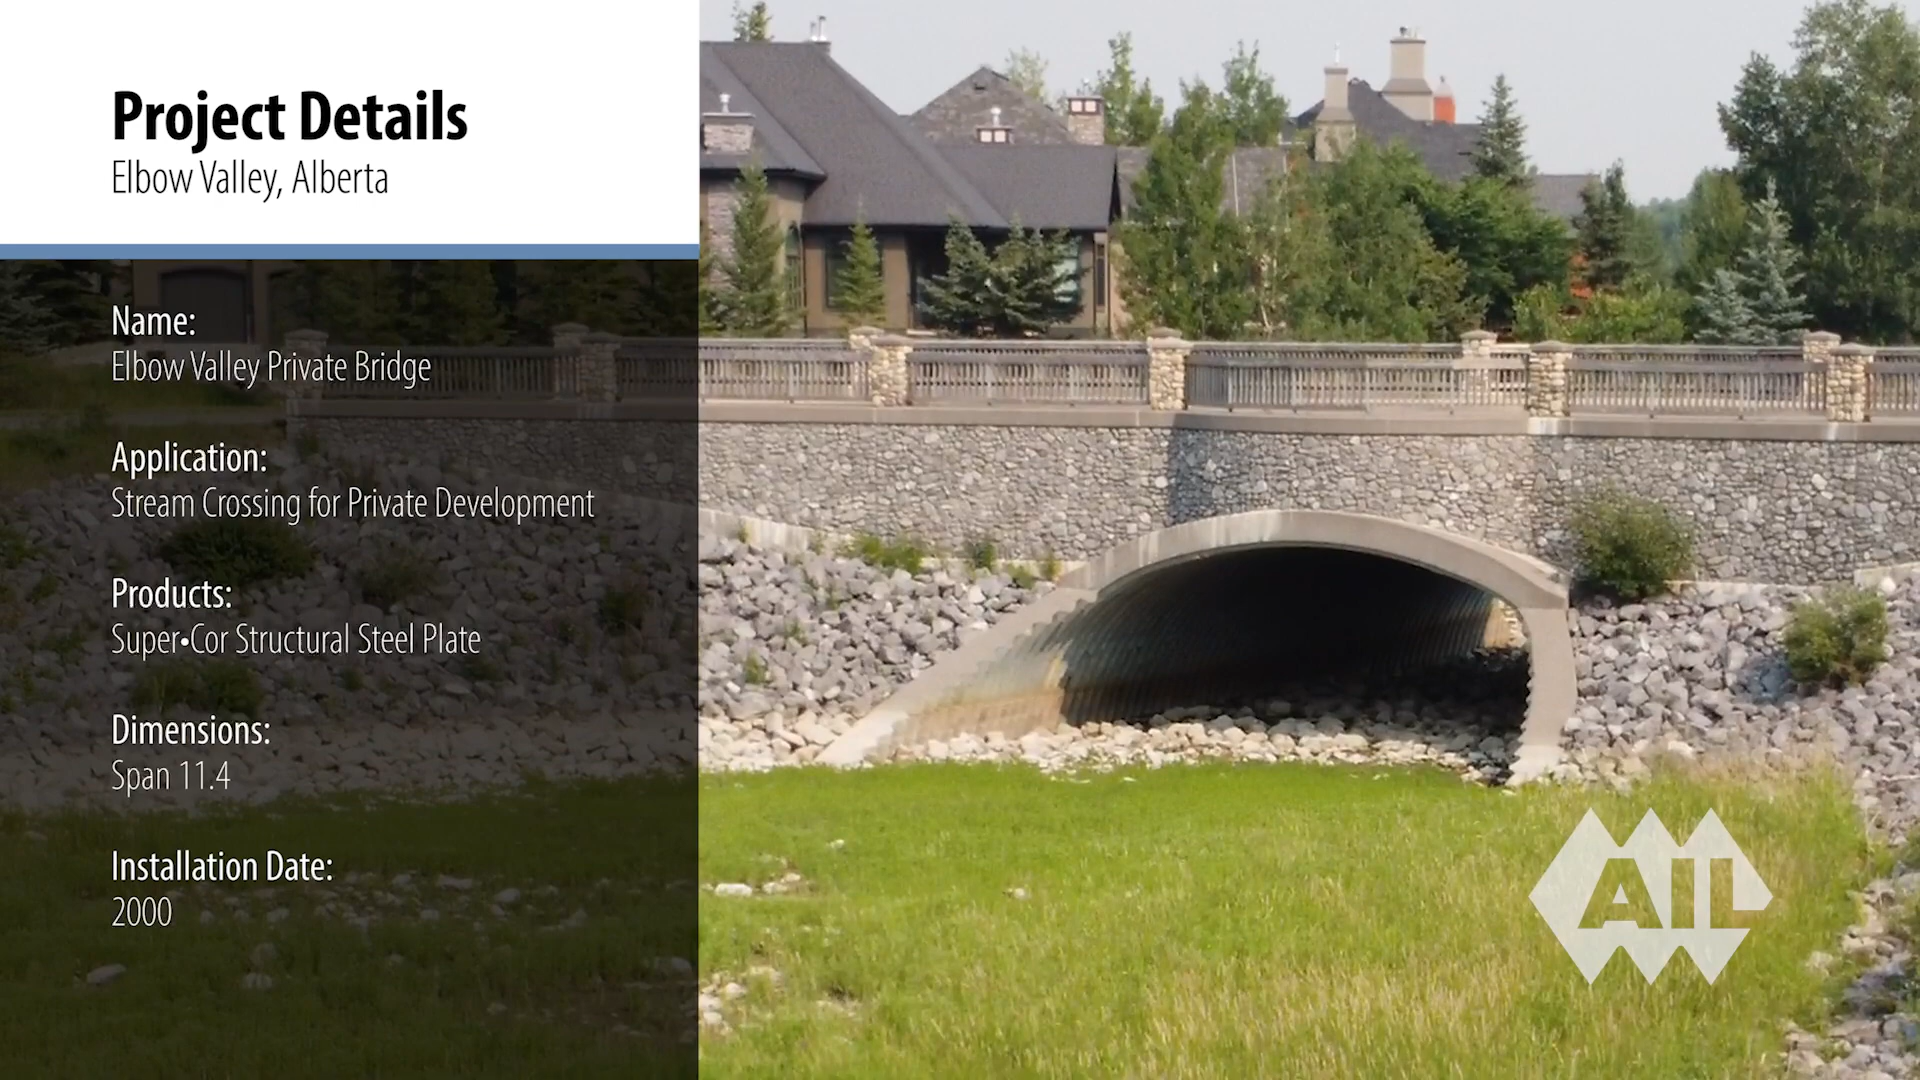 Project Details
Elbow Valley, Alberta
Name:
Elbow Valley Private Bridge
Application:
Stream Crossing for Private Development
Products:
Super•Cor Structural Steel Plate
Dimensions:
Span 11.4
Installation Date:
2000
AIL